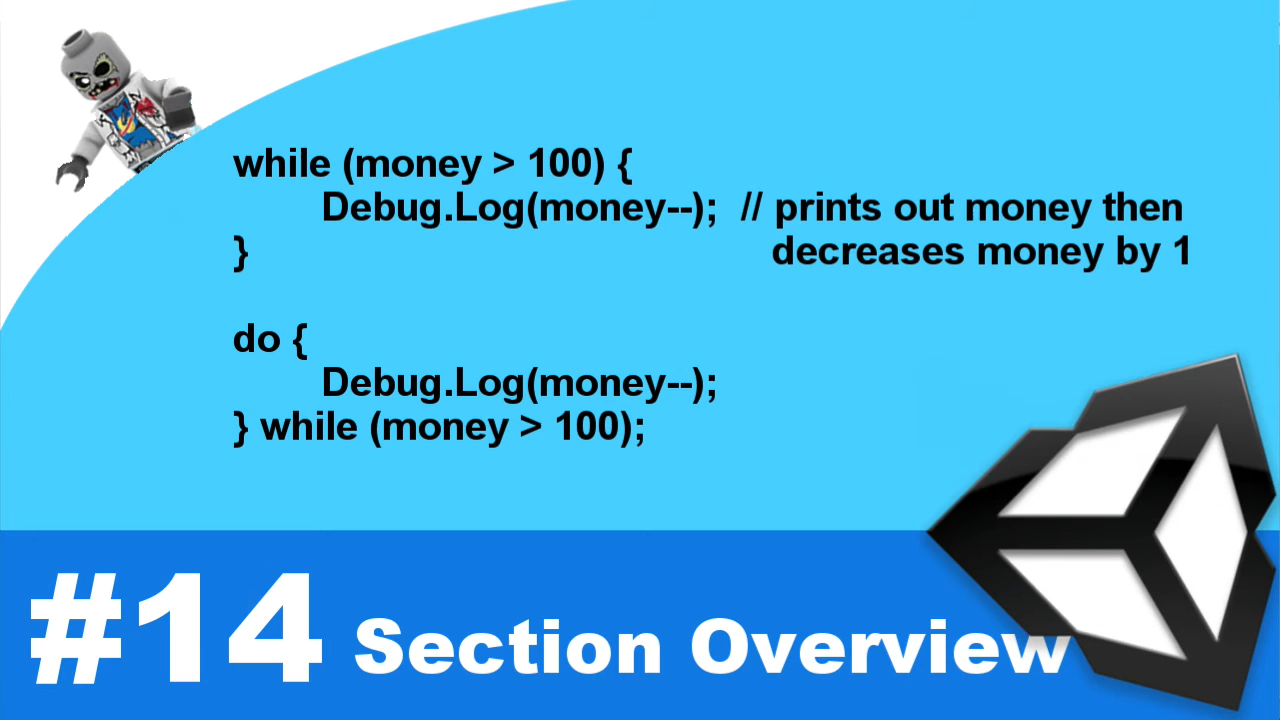 while (money > 100) {
Debug.Log(money--); // prints out money then
} decreases money by 1
do {
Debug.Log(money--);
} while (money > 100);
#14 Section Overview